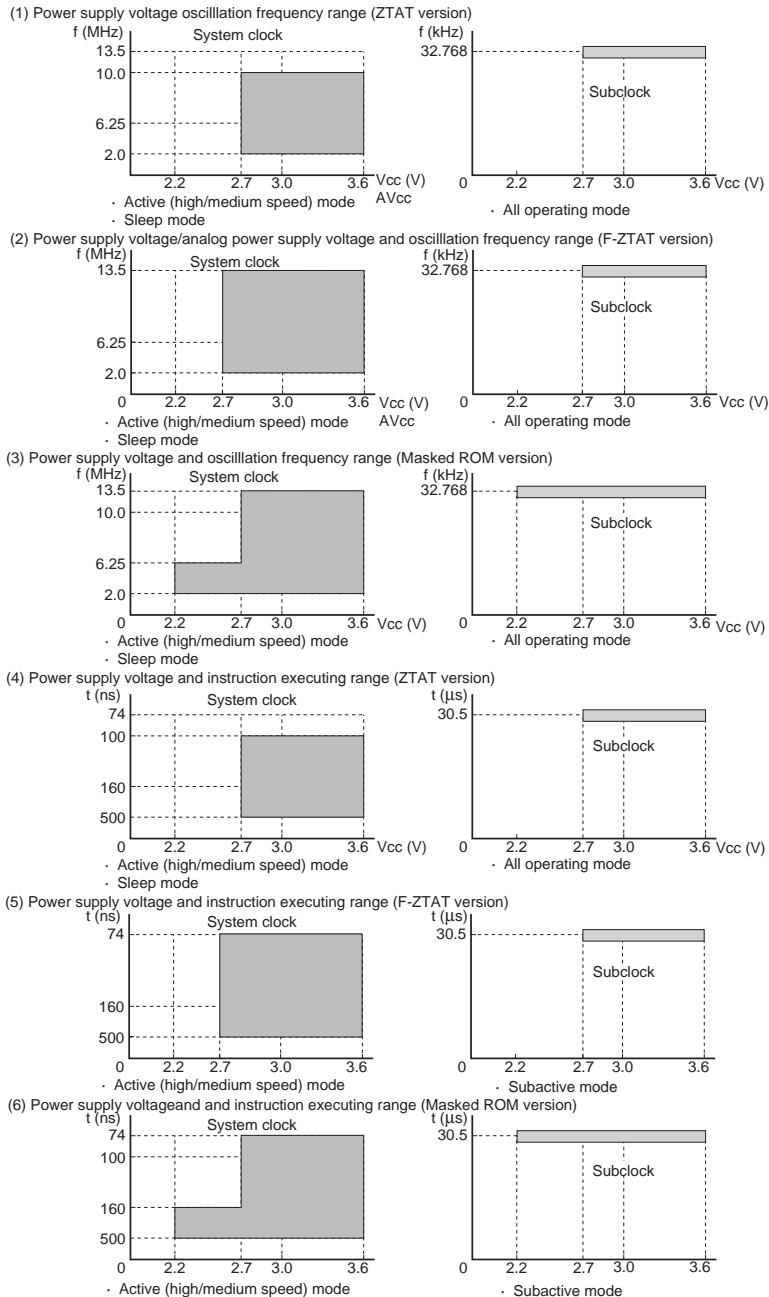 (1) Power supply voltage oscilllation frequency range (ZTAT version)
f (MHz)
System clock
13.5
10.0
6.25
2.0
2.2
2.7
3.0
3.6
Vcc (V)
AVcc
· Active (high/medium speed) mode
· Sleep mode
f (kHz)
32.768
Subclock
0
2.2
2.7
3.0
3.6
Vcc (V)
· All operating mode
(2) Power supply voltage/analog power supply voltage and oscilllation frequency range (F-ZTAT version)
f (MHz)
System clock
13.5
6.25
2.0
0
2.2
2.7
3.0
3.6
Vcc (V)
AVcc
· Active (high/medium speed) mode
· Sleep mode
f (kHz)
32.768
Subclock
0
2.2
2.7
3.0
3.6
Vcc (V)
· All operating mode
(3) Power supply voltage and oscilllation frequency range (Masked ROM version)
f (MHz)
System clock
13.5
10.0
6.25
2.0
0
2.2
2.7
3.0
3.6
Vcc (V)
· Active (high/medium speed) mode
· Sleep mode
f (kHz)
32.768
Subclock
0
2.2
2.7
3.0
3.6
Vcc (V)
· All operating mode
(4) Power supply voltage and instruction executing range (ZTAT version)
t (ns)
System clock
74
100
160
500
0
2.2
2.7
3.0
3.6
Vcc (V)
· Active (high/medium speed) mode
· Sleep mode
t (µs)
30.5
Subclock
0
2.2
2.7
3.0
3.6
Vcc (V)
· All operating mode
(5) Power supply voltage and instruction executing range (F-ZTAT version)
t (ns)
System clock
74
160
500
0
2.2
2.7
3.0
3.6
· Active (high/medium speed) mode
t (µs)
30.5
Subclock
0
2.2
2.7
3.0
3.6
· Subactive mode
(6) Power supply voltageand and instruction executing range (Masked ROM version)
t (ns)
System clock
74
100
160
500
0
2.2
2.7
3.0
3.6
· Active (high/medium speed) mode
t (µs)
30.5
Subclock
0
2.2
2.7
3.0
3.6
· Subactive mode